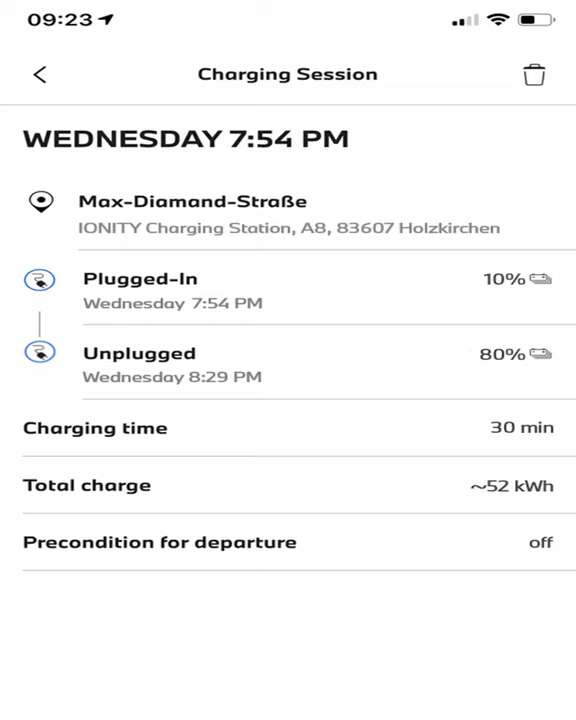 09:23
Charging Session
WEDNESDAY 7:54 PM
Max-Diamand-Straße
IONITY Charging Station, A8, 83607 Holzkirchen
Plugged-In 10%
Wednesday 7:54 PM
Unplugged 80%
Wednesday 8:29 PM
Charging time 30 min
Total charge ~52 kWh
Precondition for departure off